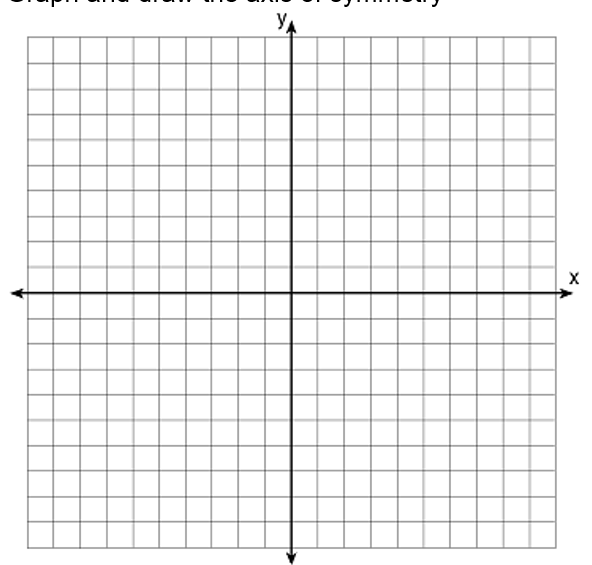 Graph and draw the axis of symmetry
y
x